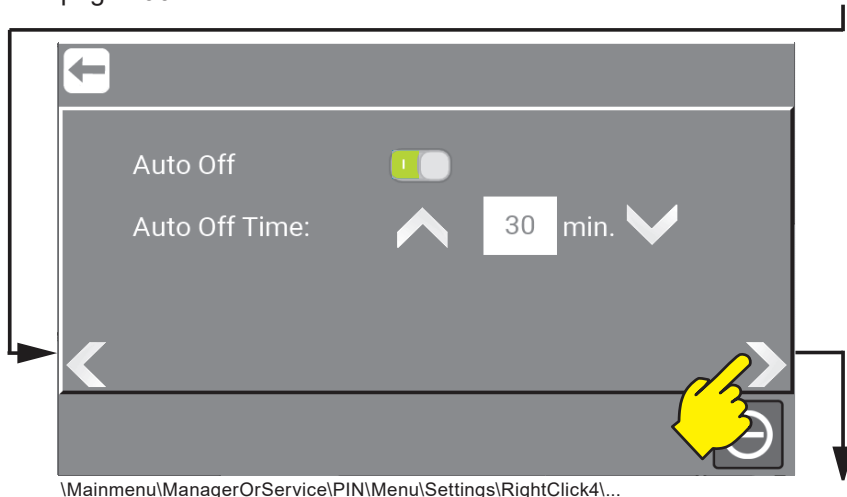 Auto Off
I
Auto Off Time:
30
min.
\Mainmenu\ManagerOrService\PIN\Menu\Settings\RightClick4\...